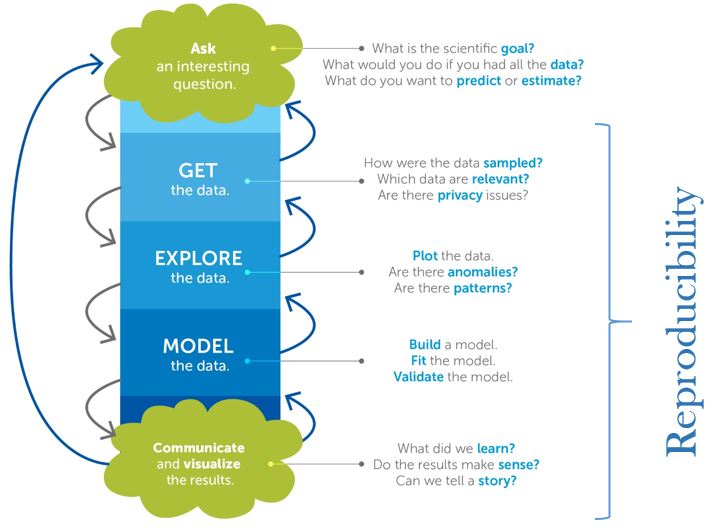 Ask
an interesting
question.
What is the scientific goal?
What would you do if you had all the data?
What do you want to predict or estimate?
GET
the data.
How were the data sampled?
Which data are relevant?
Are there privacy issues?
EXPLORE
the data.
Plot the data.
Are there anomalies?
Are there patterns?
MODEL
the data.
Build a model.
Fit the model.
Validate the model.
Communicate
and visualize
the results.
What did we learn?
Do the results make sense?
Can we tell a story?
Reproducibility